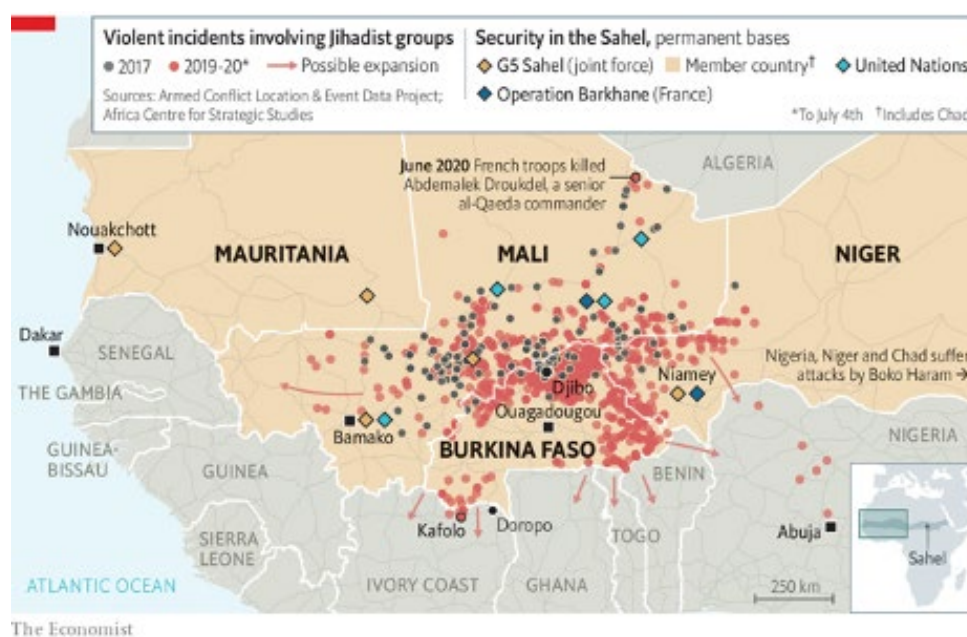 Violent incidents involving Jihadist groups
2017 2019-20* Possible expansion
Sources: Armed Conflict Location & Event Data Project;
Africa Centre for Strategic Studies
Security in the Sahel, permanent bases
G5 Sahel (joint force) Member country† United Nations
Operation Barkhane (France)
*To July 4th †Includes Chad
ALGERIA
June 2020 French troops killed
Abdemalek Droukdel, a senior
al-Qaeda commander
Nouakchott
MAURITANIA
MALI
NIGER
Dakar
SENEGAL
THE GAMBIA
Nigeria, Niger and Chad suffer
attacks by Boko Haram →
Niamey
Djibo
Ouagadougou
Bamako
BURKINA FASO
NIGERIA
GUINEA-
BISSAU
GUINEA
BENIN
Kafolo
Doropo
TOGO
Abuja
SIERRA
LEONE
Sahel
ATLANTIC OCEAN
IVORY COAST
GHANA
250 km
The Economist